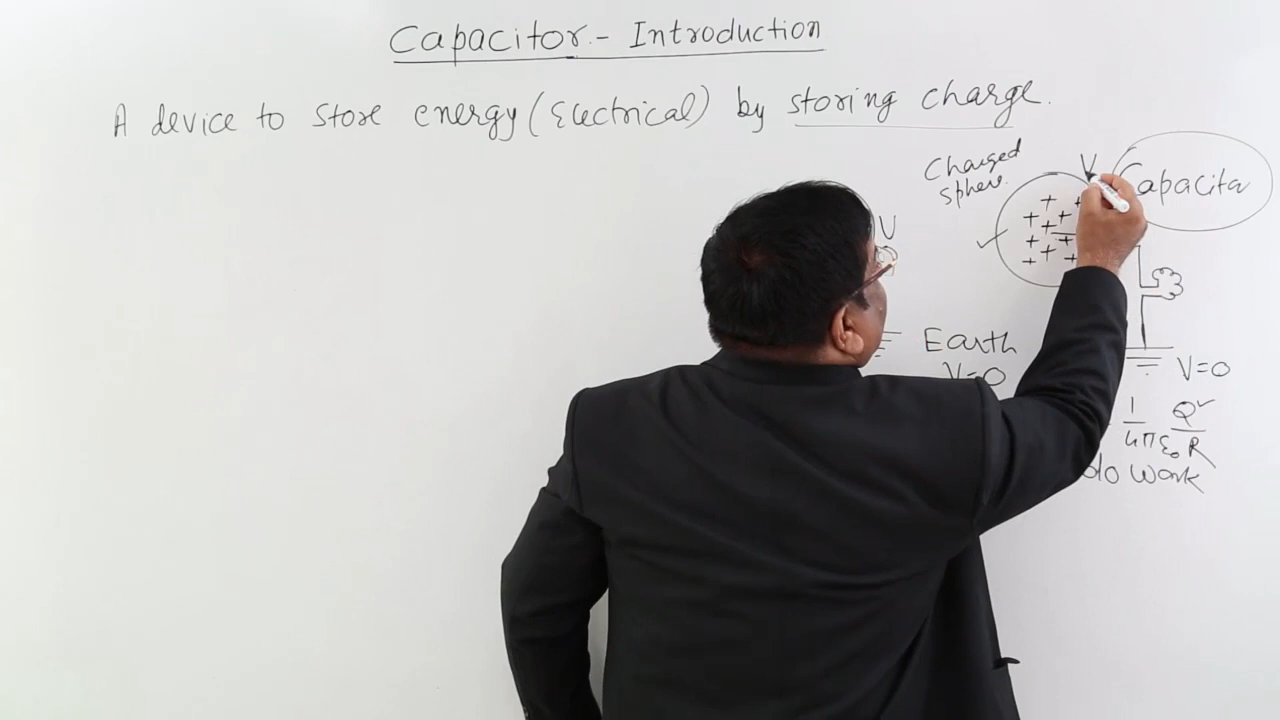 Capacitor - Introduction
A device to store energy (Electrical) by storing charge.
Charged
sphere
V
Capacita
V
+ + + + + + + + + +
Earth
V=0
V=0
1/4πε₀ Q/R
do work